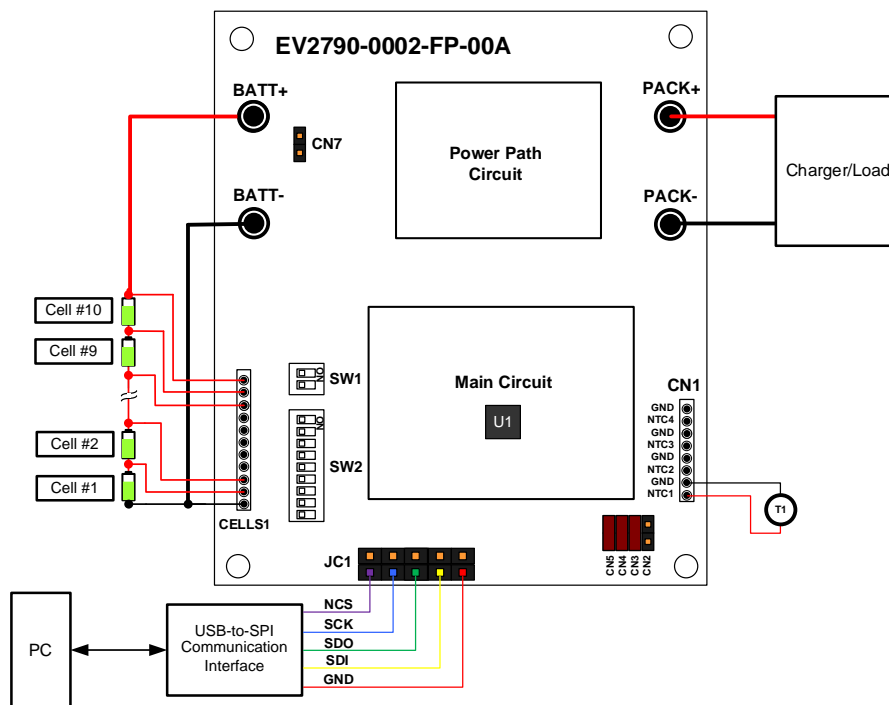 EV2790-0002-FP-00A
BATT+
PACK+
CN7
Power Path
Circuit
Charger/Load
BATT-
PACK-
Cell #10
Cell #9
Cell #2
Cell #1
CELLS1
SW1
ON
SW2
ON
Main Circuit
U1
CN1
GND
NTC4
GND
NTC3
GND
NTC2
GND
NTC1
T1
CN5
CN4
CN3
CN2
JC1
NCS
SCK
SDO
SDI
GND
USB-to-SPI
Communication
Interface
PC